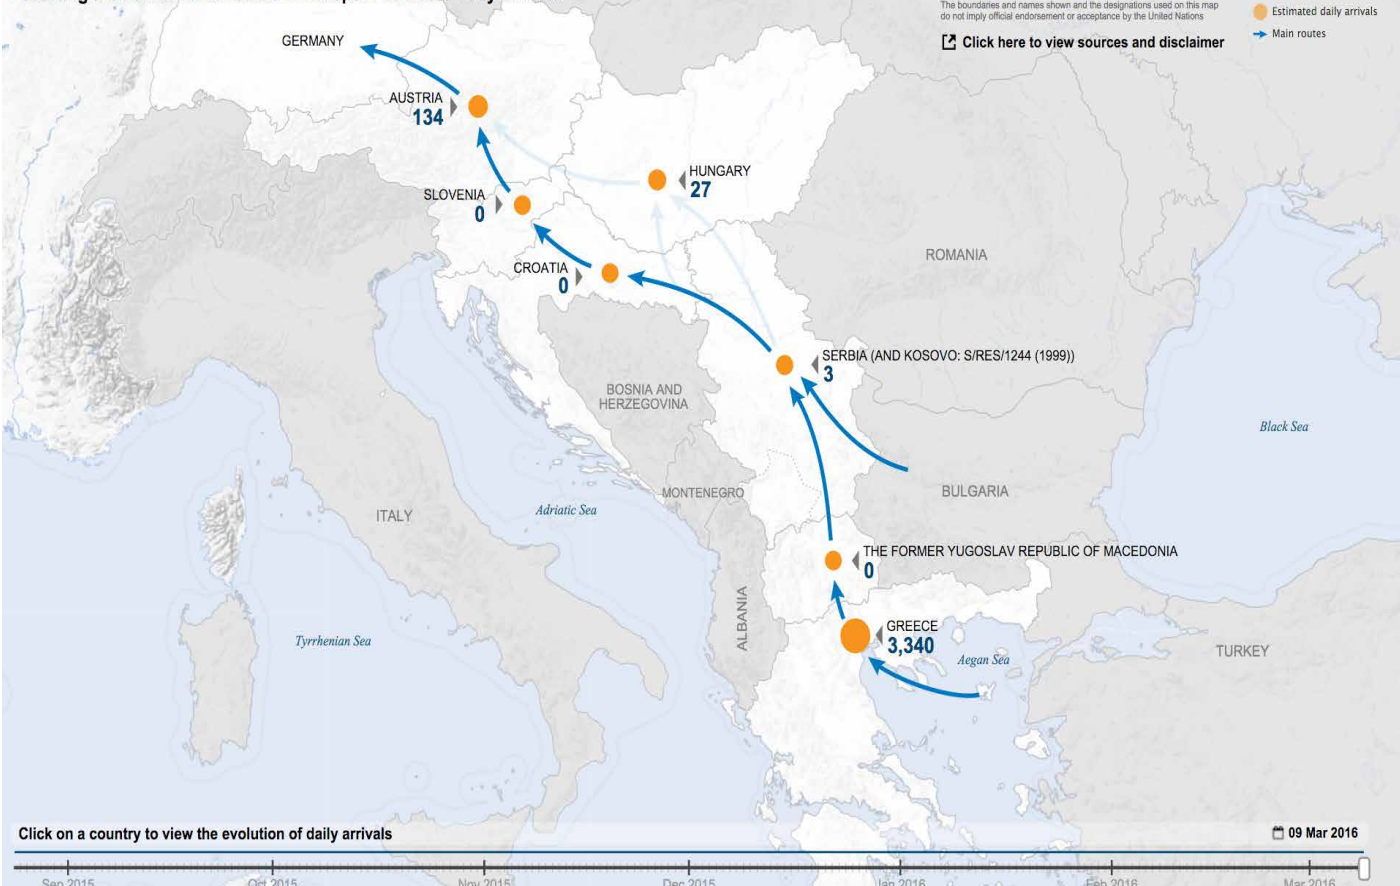 The boundaries and names shown and the designations used on this map
do not imply official endorsement or acceptance by the United Nations
Click here to view sources and disclaimer
Estimated daily arrivals
Main routes
GERMANY
AUSTRIA
134
HUNGARY
27
SLOVENIA
0
CROATIA
0
ROMANIA
SERBIA (AND KOSOVO: S/RES/1244 (1999))
3
BOSNIA AND
HERZEGOVINA
Black Sea
MONTENEGRO
BULGARIA
Adriatic Sea
ITALY
THE FORMER YUGOSLAV REPUBLIC OF MACEDONIA
0
ALBANIA
GREECE
3,340
Tyrrhenian Sea
Aegan Sea
TURKEY
Click on a country to view the evolution of daily arrivals
09 Mar 2016
Sep 2015
Oct 2015
Nov 2015
Dec 2015
Jan 2016
Feb 2016
Mar 2016